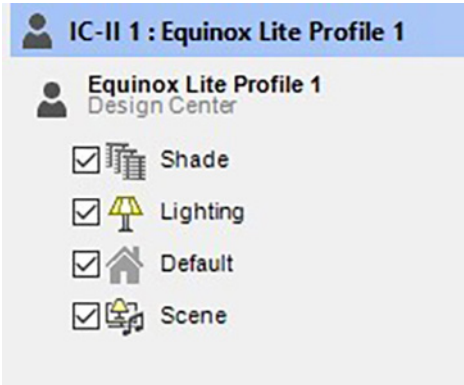 IC-II 1 : Equinox Lite Profile 1
Equinox Lite Profile 1
Design Center
Shade
Lighting
Default
Scene